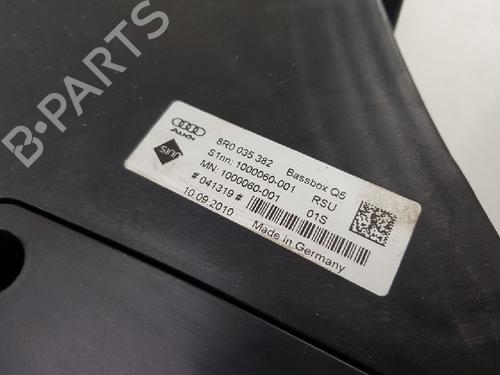 B-PARTS
Audi
8R0 035 382 Bassbox Q5
S1nn: 1000060-001 RSU
MN: 1000060-001 01S
# 041319 #
10.09.2010 Made in Germany